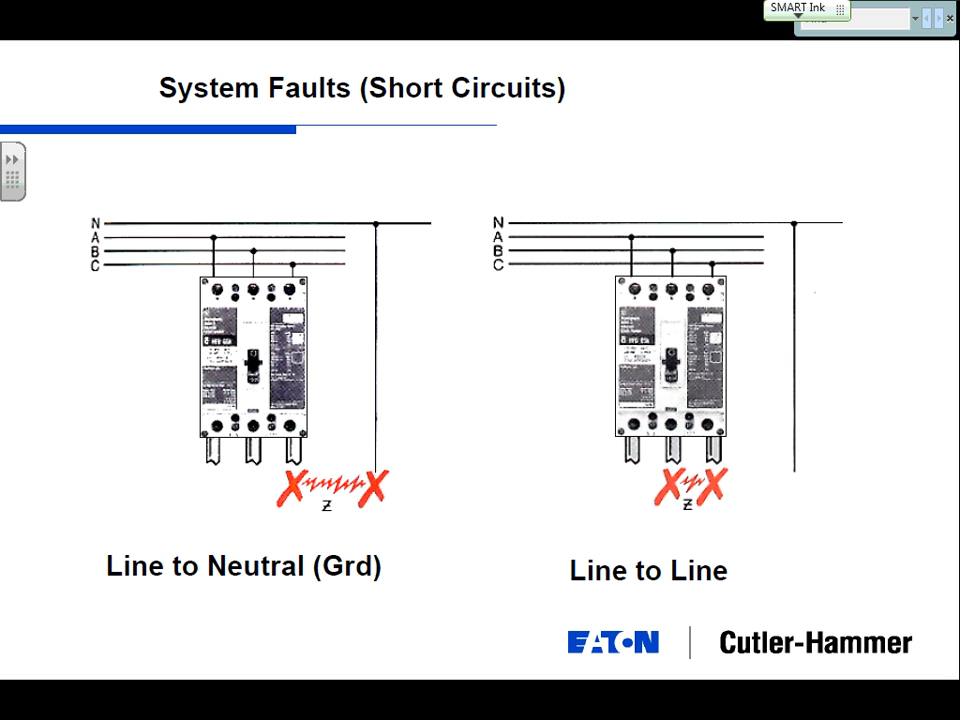 SMART Ink
System Faults (Short Circuits)
N
A
B
C
N
A
B
C
Z
Z
Line to Neutral (Grd)
Line to Line
EATON | Cutler-Hammer